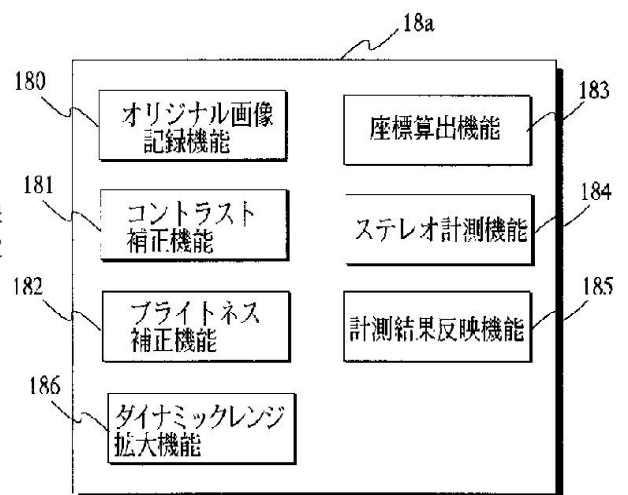 18a
180
オリジナル画像
記録機能
181
コントラスト
補正機能
182
ブライトネス
補正機能
186
ダイナミックレンジ
拡大機能
183
座標算出機能
184
ステレオ計測機能
185
計測結果反映機能